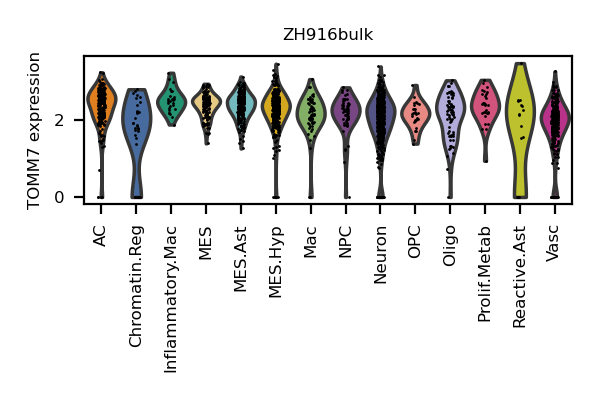 ZH916bulk
TOMM7 expression
2
0
AC
Chromatin.Reg
Inflammatory.Mac
MES
MES.Ast
MES.Hyp
Mac
NPC
Neuron
OPC
Oligo
Prolif.Metab
Reactive.Ast
Vasc